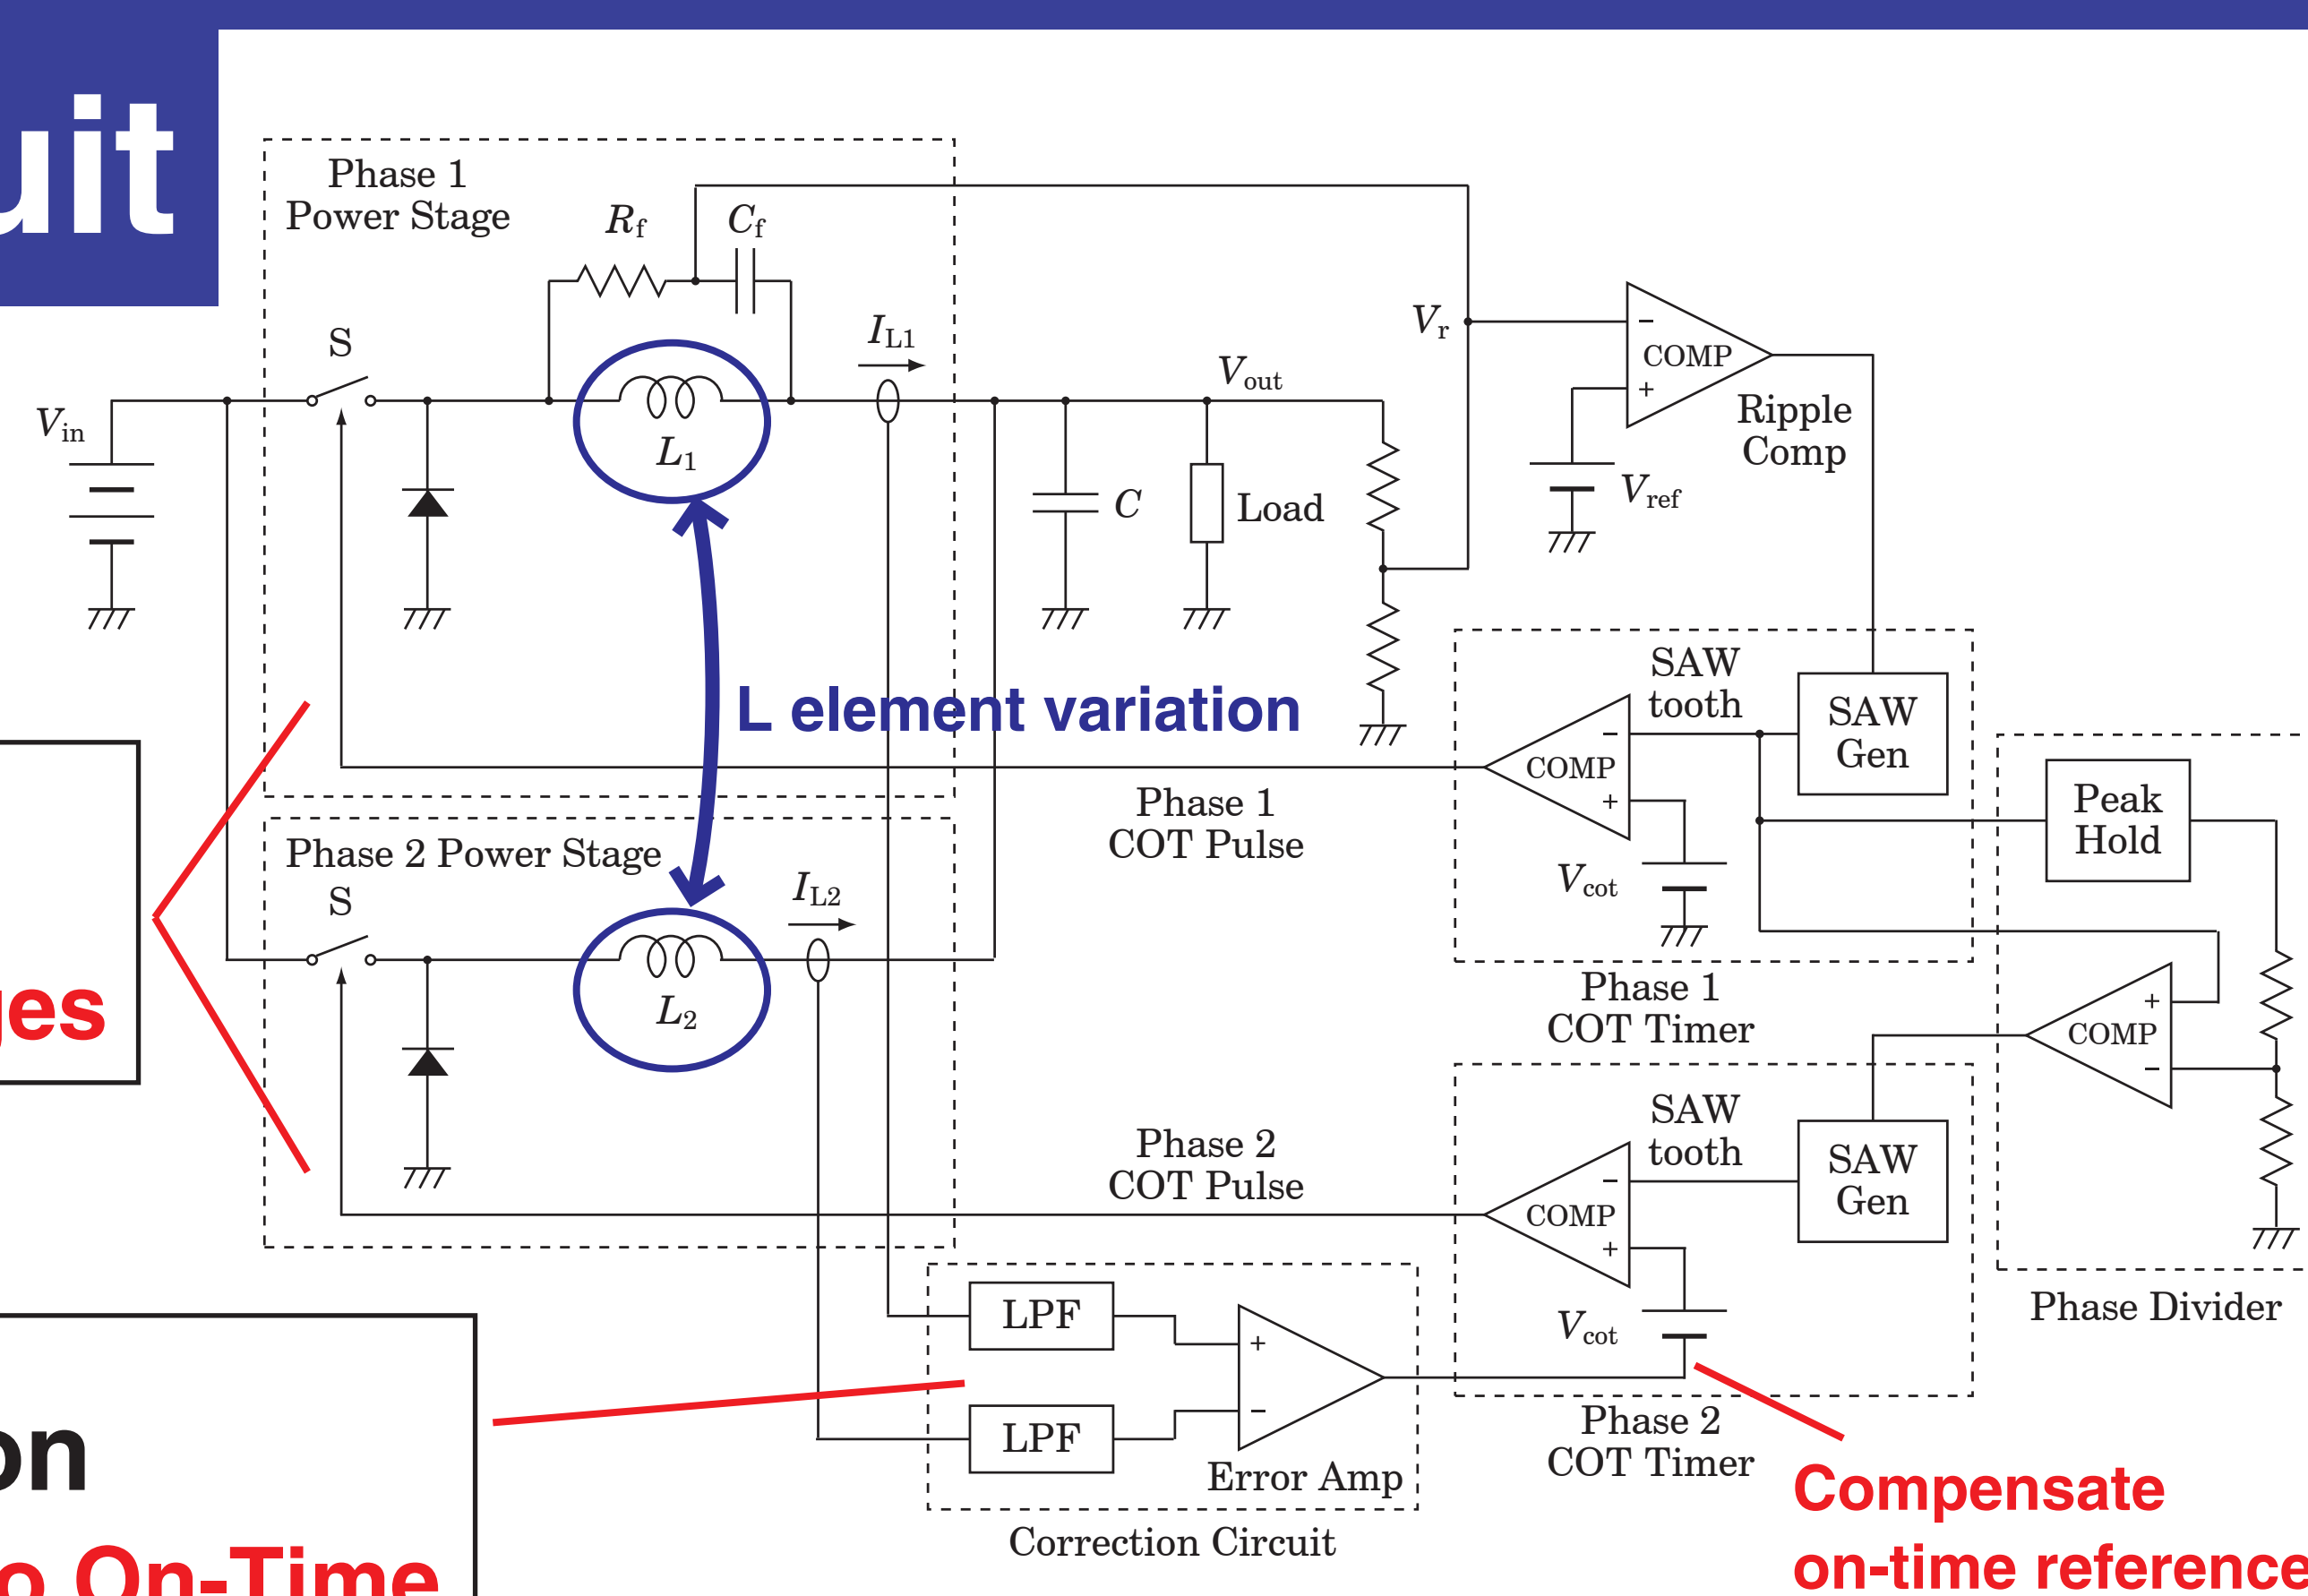 uit
Phase 1
Power Stage
Rf
Cf
S
IL1
Vin
L1
Vout
Vr
−
COMP
+
Ripple
Comp
Vref
C
Load
L element variation
SAW
tooth
SAW
Gen
−
COMP
+
Vcot
Phase 1
COT Pulse
Peak
Hold
Phase 1
COT Timer
Phase 2 Power Stage
S
IL2
L2
ges
+
COMP
−
Phase Divider
Phase 2
COT Pulse
SAW
tooth
SAW
Gen
−
COMP
+
Vcot
Phase 2
COT Timer
LPF
LPF
+
−
Error Amp
Correction Circuit
on
o On-Time
Compensate
on-time reference